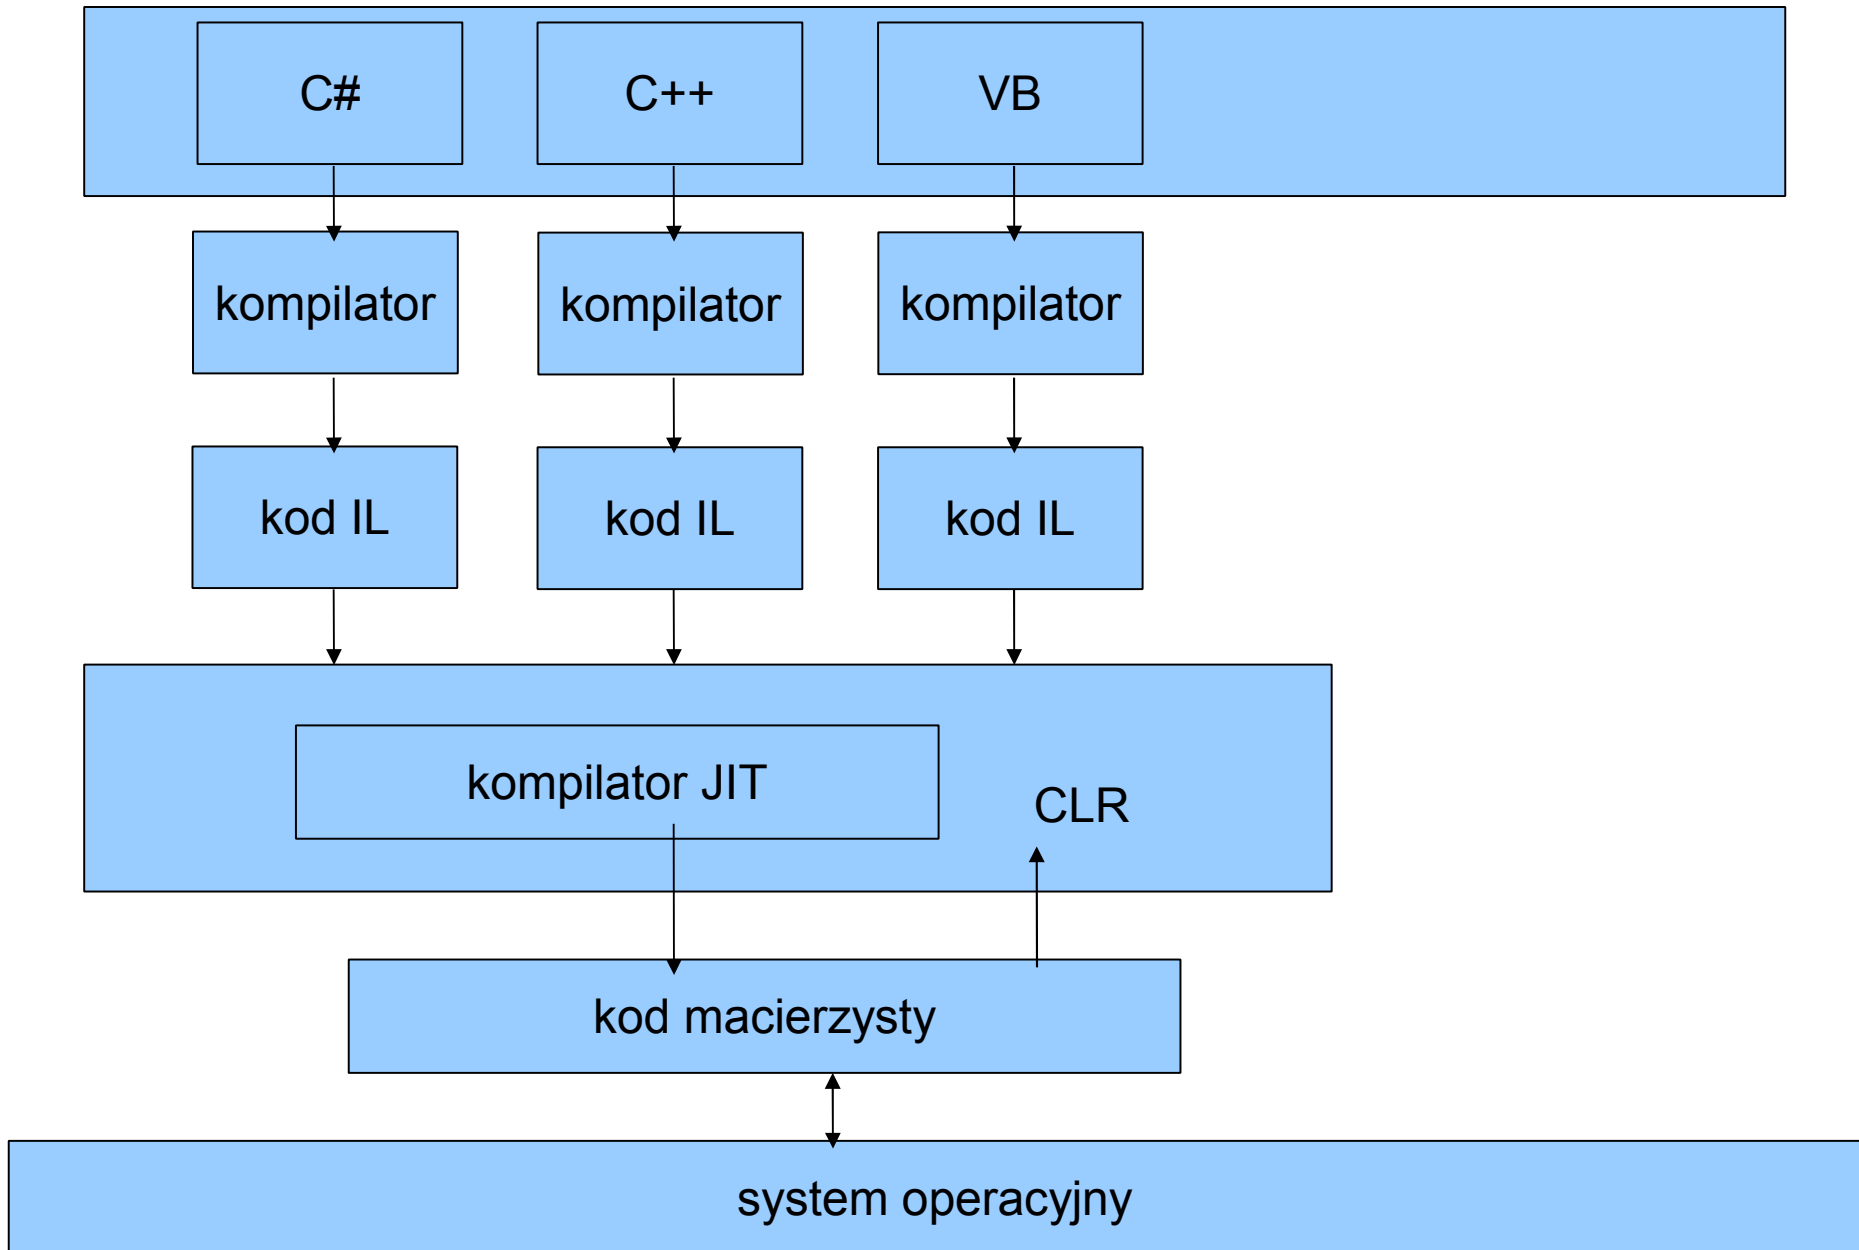 C#
C++
VB
kompilator
kompilator
kompilator
kod IL
kod IL
kod IL
kompilator JIT
CLR
kod macierzysty
system operacyjny